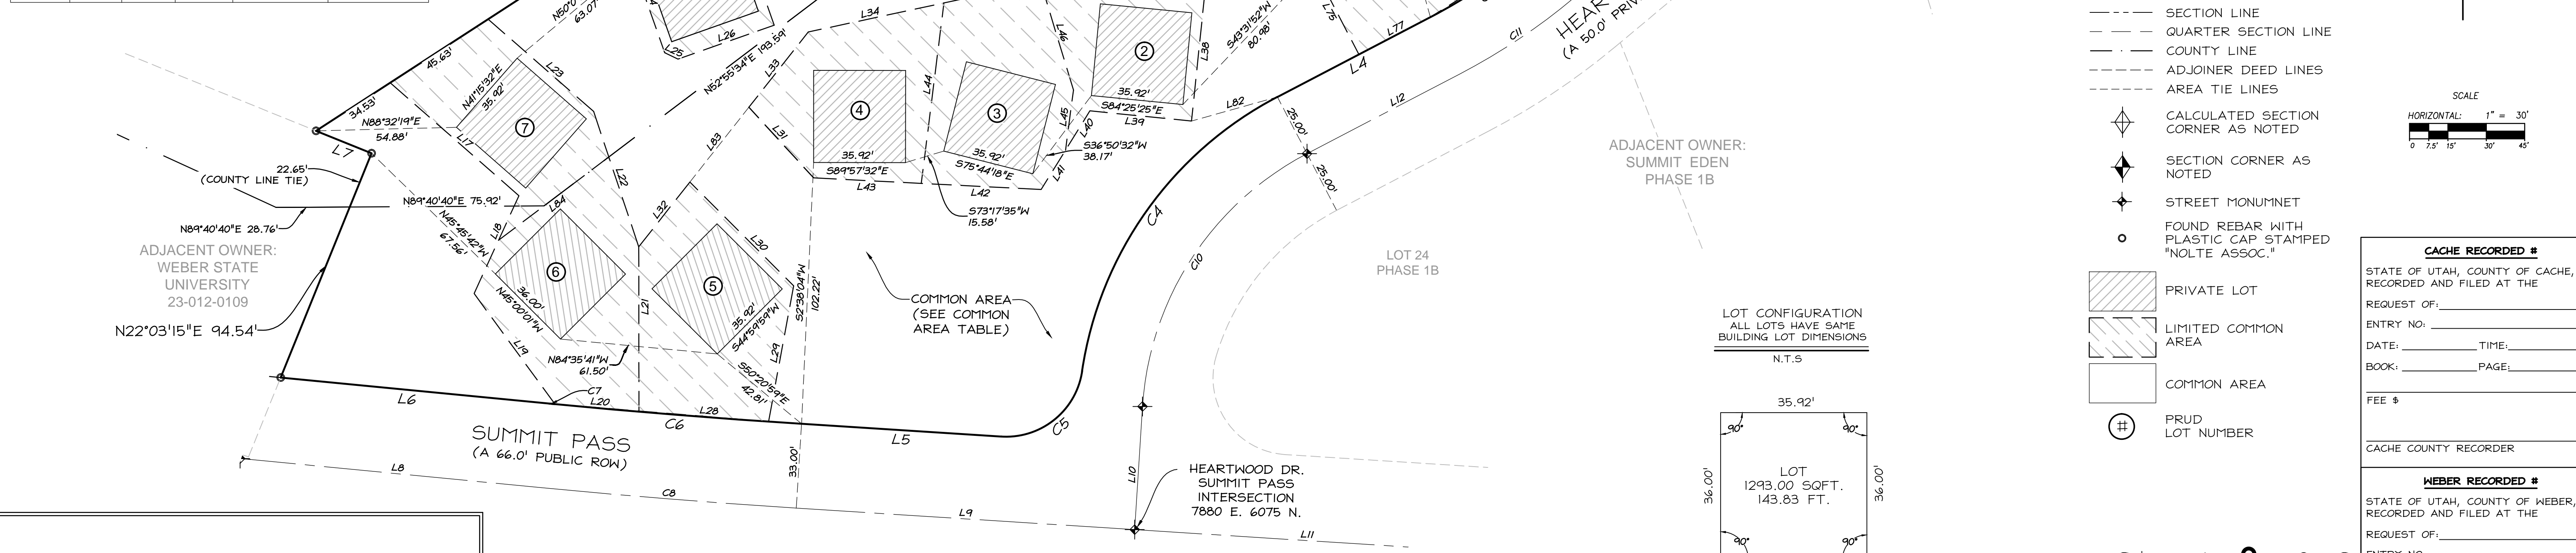 N50°0
63.07'
L25
L26
N52°55'34"E 193.59'
L34
L33
L46
L38
2
35.92'
S84°25'25"E
L39
S43°31'52"W
80.98'
L75
L77
L4
L82
C11
HEAR
(A 50.0' PRIV
L12
25.00'
25.00'
45.63'
34.53'
N41°15'32"E
35.92'
L23
7
N88°32'19"E
54.88'
L17
L7
22.65'
(COUNTY LINE TIE)
N89°40'40"E 75.92'
N89°40'40"E 28.76'
L84
L18
L22
L83
L32
L31
4
35.92'
S89°57'32"E
L43
L44
3
35.92'
S75°44'18"E
L42
L45
L40
L41
S36°50'32"W
38.17'
S73°17'35"W
15.58'
N45°45'42"W
67.56'
ADJACENT OWNER:
WEBER STATE
UNIVERSITY
23-012-0109
N22°03'15"E 94.54'
6
36.00'
N45°00'01"W
L19
L21
5
L30
35.92'
S44°59'59"W
L29
S2°38'04"W
102.22'
N84°35'41"W
61.50'
S50°20'59"E
42.81'
COMMON AREA
(SEE COMMON
AREA TABLE)
C4
C10
C5
L6
C7
L20
L28
C6
L5
SUMMIT PASS
(A 66.0' PUBLIC ROW)
33.00'
L8
C8
L9
L10
L11
HEARTWOOD DR.
SUMMIT PASS
INTERSECTION
7880 E. 6075 N.
ADJACENT OWNER:
SUMMIT EDEN
PHASE 1B
LOT 24
PHASE 1B
LOT CONFIGURATION
ALL LOTS HAVE SAME
BUILDING LOT DIMENSIONS
N.T.S
35.92'
90°
90°
36.00'
LOT
1293.00 SQFT.
143.83 FT.
36.00'
90°
90°
SECTION LINE
QUARTER SECTION LINE
COUNTY LINE
ADJOINER DEED LINES
AREA TIE LINES
CALCULATED SECTION
CORNER AS NOTED
SECTION CORNER AS
NOTED
STREET MONUMNET
FOUND REBAR WITH
PLASTIC CAP STAMPED
"NOLTE ASSOC."
PRIVATE LOT
LIMITED COMMON
AREA
COMMON AREA
#
PRUD
LOT NUMBER
SCALE
HORIZONTAL: 1" = 30'
0 7.5' 15' 30' 45'
CACHE RECORDED #
STATE OF UTAH, COUNTY OF CACHE,
RECORDED AND FILED AT THE
REQUEST OF:
ENTRY NO:
DATE: TIME:
BOOK: PAGE:
FEE $
CACHE COUNTY RECORDER
WEBER RECORDED #
STATE OF UTAH, COUNTY OF WEBER,
RECORDED AND FILED AT THE
REQUEST OF:
ENTRY NO: